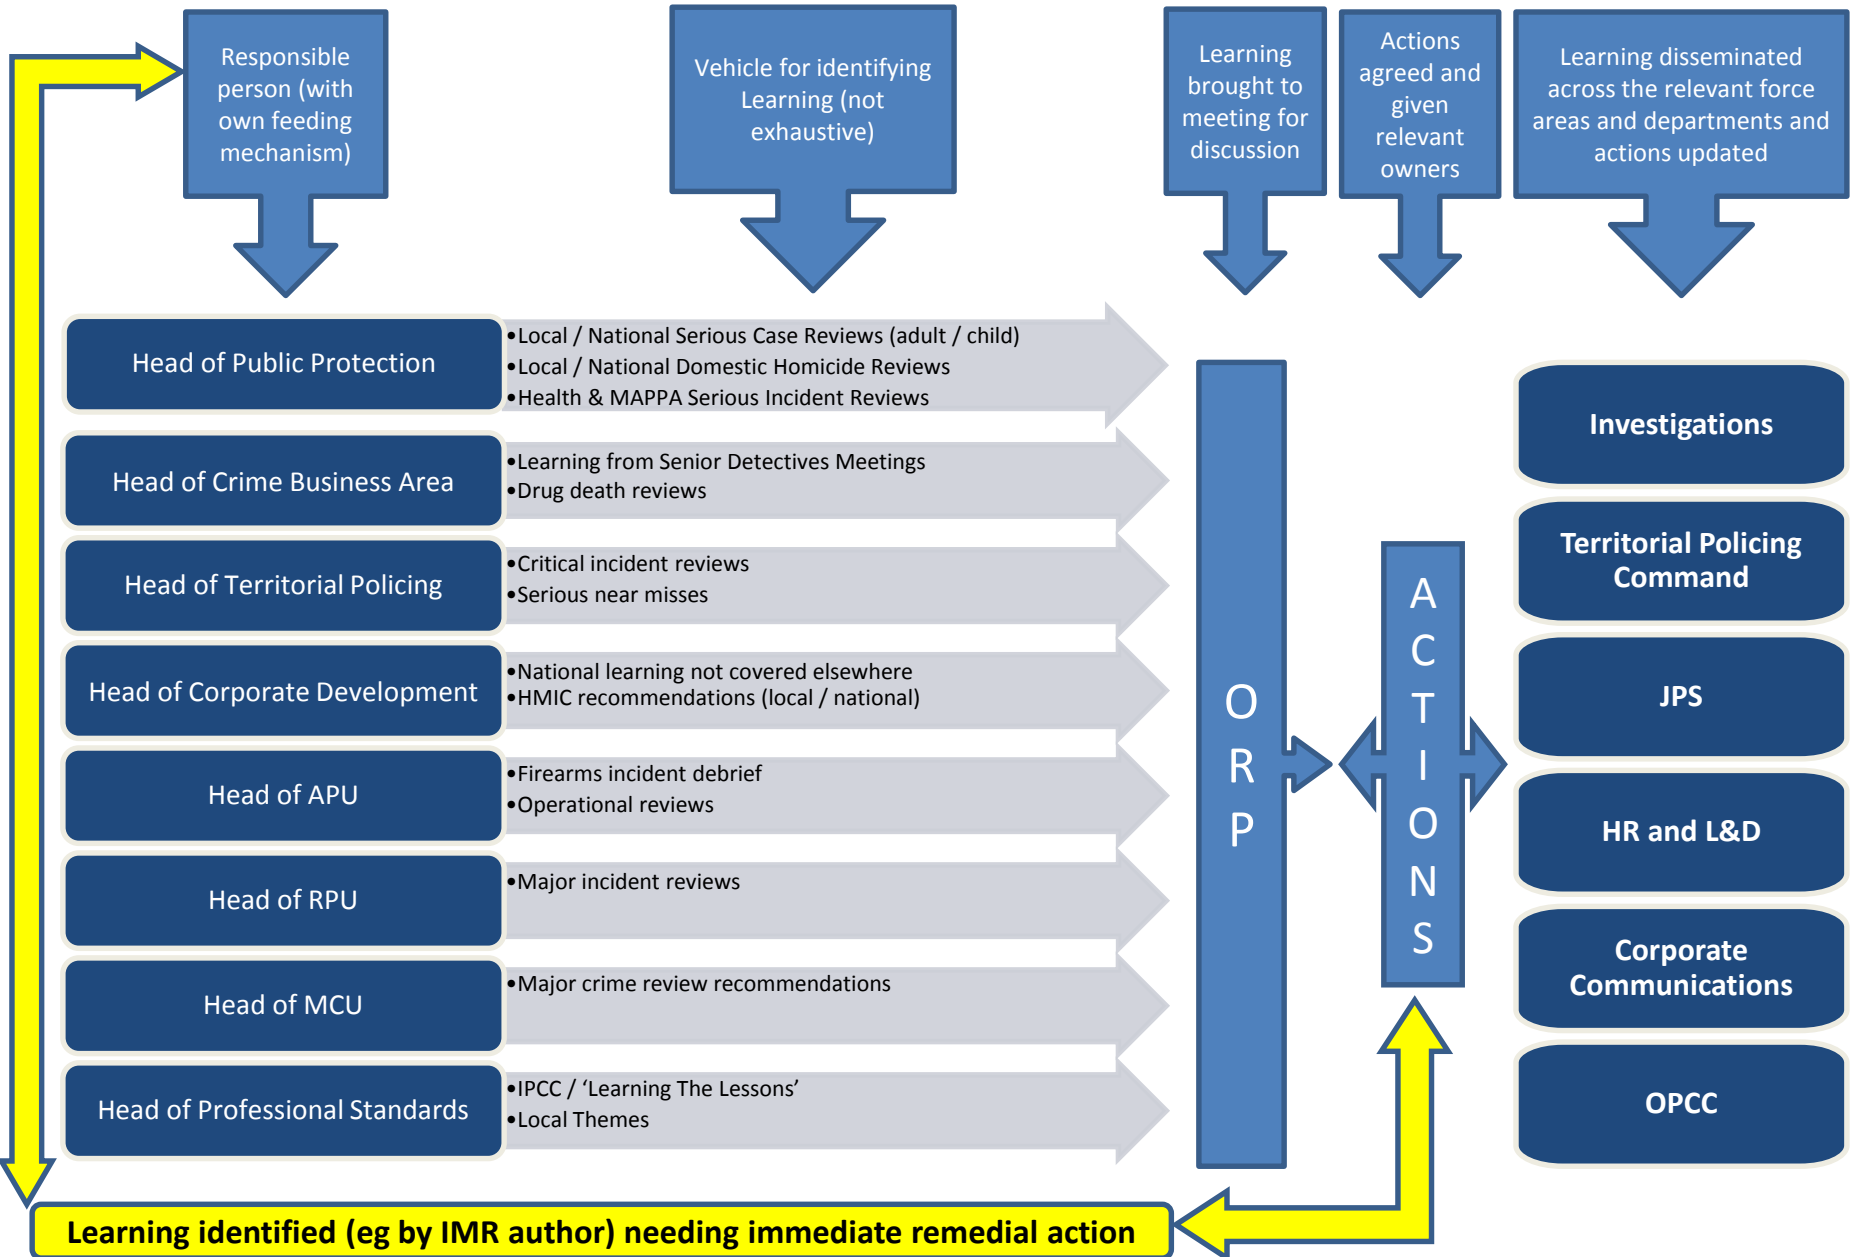 Responsible
person (with
own feeding
mechanism)
Vehicle for identifying
Learning (not
exhaustive)
Learning
brought to
meeting for
discussion
Actions
agreed and
given
relevant
owners
Learning disseminated
across the relevant force
areas and departments and
actions updated
Head of Public Protection
•Local / National Serious Case Reviews (adult / child)
•Local / National Domestic Homicide Reviews
•Health & MAPPA Serious Incident Reviews
Head of Crime Business Area
•Learning from Senior Detectives Meetings
•Drug death reviews
Head of Territorial Policing
•Critical incident reviews
•Serious near misses
Head of Corporate Development
•National learning not covered elsewhere
•HMIC recommendations (local / national)
Head of APU
•Firearms incident debrief
•Operational reviews
Head of RPU
•Major incident reviews
Head of MCU
•Major crime review recommendations
Head of Professional Standards
•IPCC / ‘Learning The Lessons’
•Local Themes
O
R
P
A
C
T
I
O
N
S
Investigations
Territorial Policing
Command
JPS
HR and L&D
Corporate
Communications
OPCC
Learning identified (eg by IMR author) needing immediate remedial action